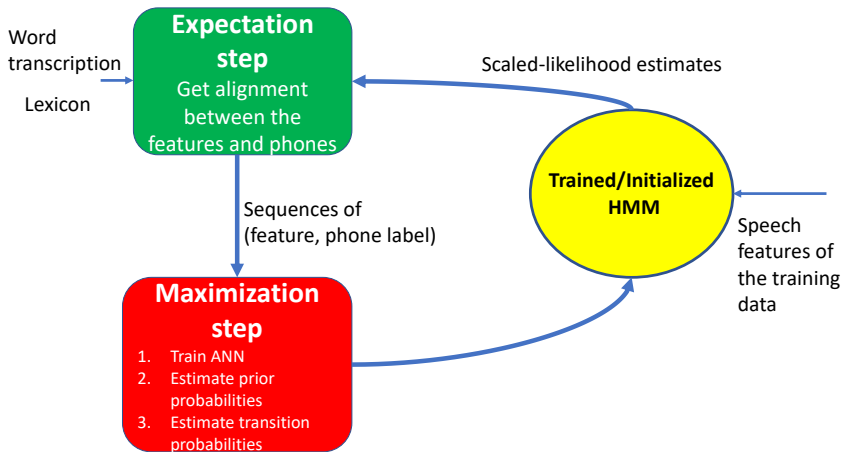 Word
transcription
Lexicon
Expectation
step
Get alignment
between the
features and phones
Scaled-likelihood estimates
Trained/Initialized
HMM
Speech
features of
the training
data
Sequences of
(feature, phone label)
Maximization
step
1. Train ANN
2. Estimate prior
probabilities
3. Estimate transition
probabilities